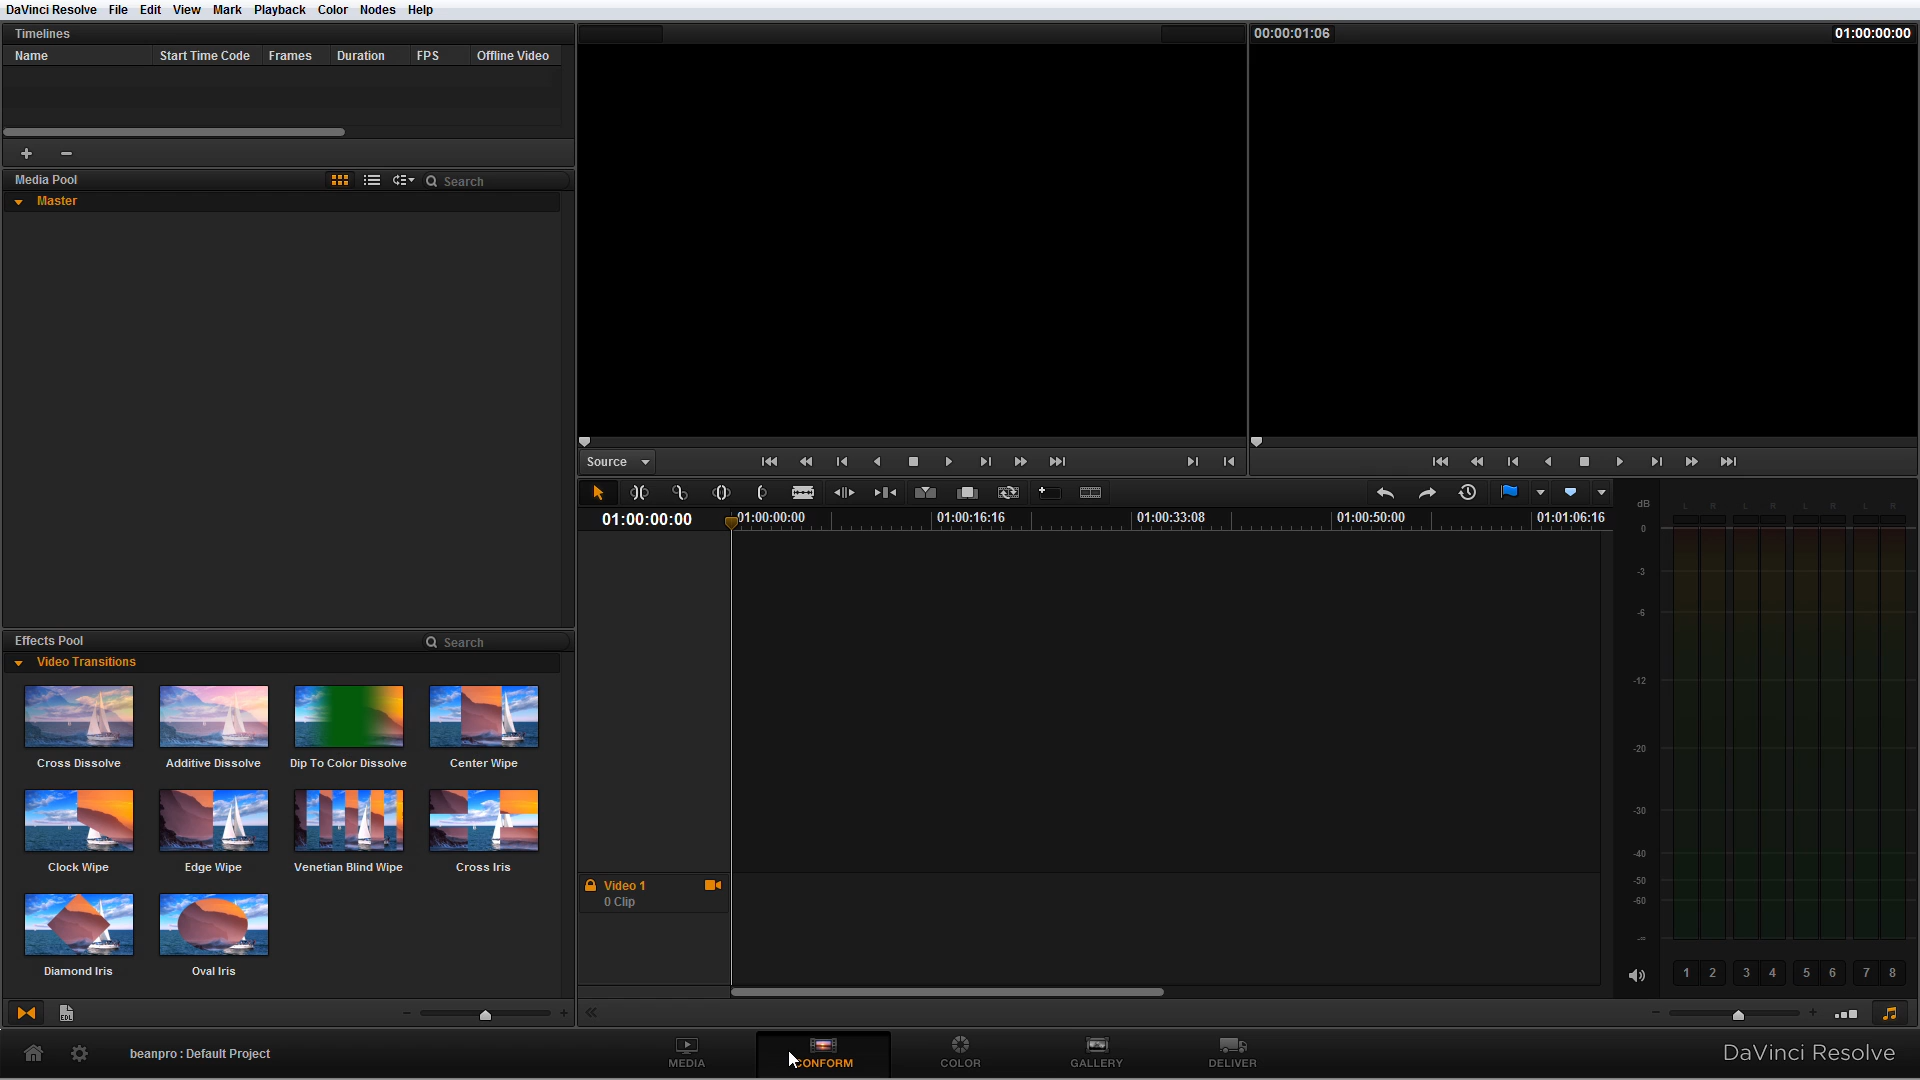 DaVinci Resolve File Edit View Mark Playback Color Nodes Help
Timelines
Name Start Time Code Frames Duration FPS Offline Video
Media Pool Search
Master
Effects Pool Search
Video Transitions
Cross Dissolve Additive Dissolve Dip To Color Dissolve Center Wipe
Clock Wipe Edge Wipe Venetian Blind Wipe Cross Iris
Diamond Iris Oval Iris
EDL
00:00:01:06 01:00:00:00
Source
01:00:00:00 01:00:00:00 01:00:16:16 01:00:33:08 01:00:50:00 01:01:06:16
Video 1
0 Clip
dB L R L R L R L R
0
-3
-6
-12
-20
-30
-40
-50
-60
-∞
1 2 3 4 5 6 7 8
beanpro : Default Project
MEDIA CONFORM COLOR GALLERY DELIVER
DaVinci Resolve